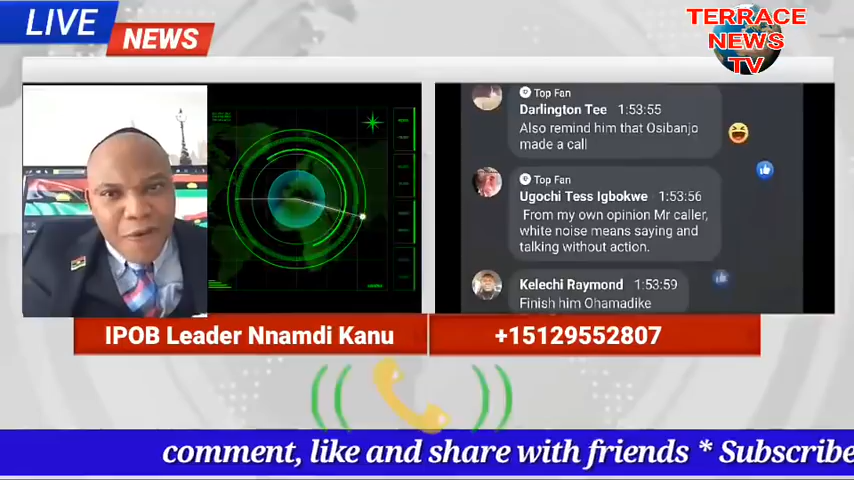 LIVE
NEWS
TERRACE
NEWS
TV
Top Fan
Darlington Tee 1:53:55
Also remind him that Osibanjo
made a call
Top Fan
Ugochi Tess Igbokwe 1:53:56
From my own opinion Mr caller,
white noise means saying and
talking without action.
Kelechi Raymond 1:53:59
Finish him Ohamadike
IPOB Leader Nnamdi Kanu
+15129552807
comment, like and share with friends * Subscribe